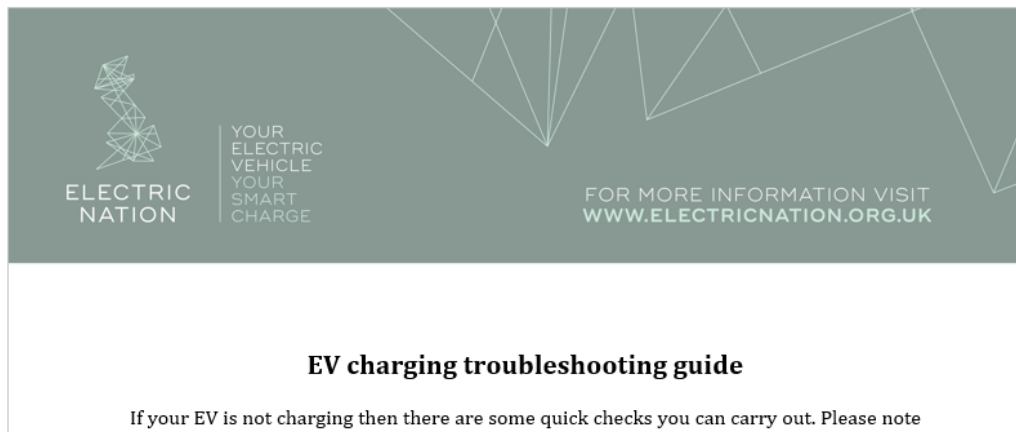 ELECTRIC
NATION
YOUR
ELECTRIC
VEHICLE
YOUR
SMART
CHARGE
FOR MORE INFORMATION VISIT
WWW.ELECTRICNATION.ORG.UK
EV charging troubleshooting guide
If your EV is not charging then there are some quick checks you can carry out. Please note